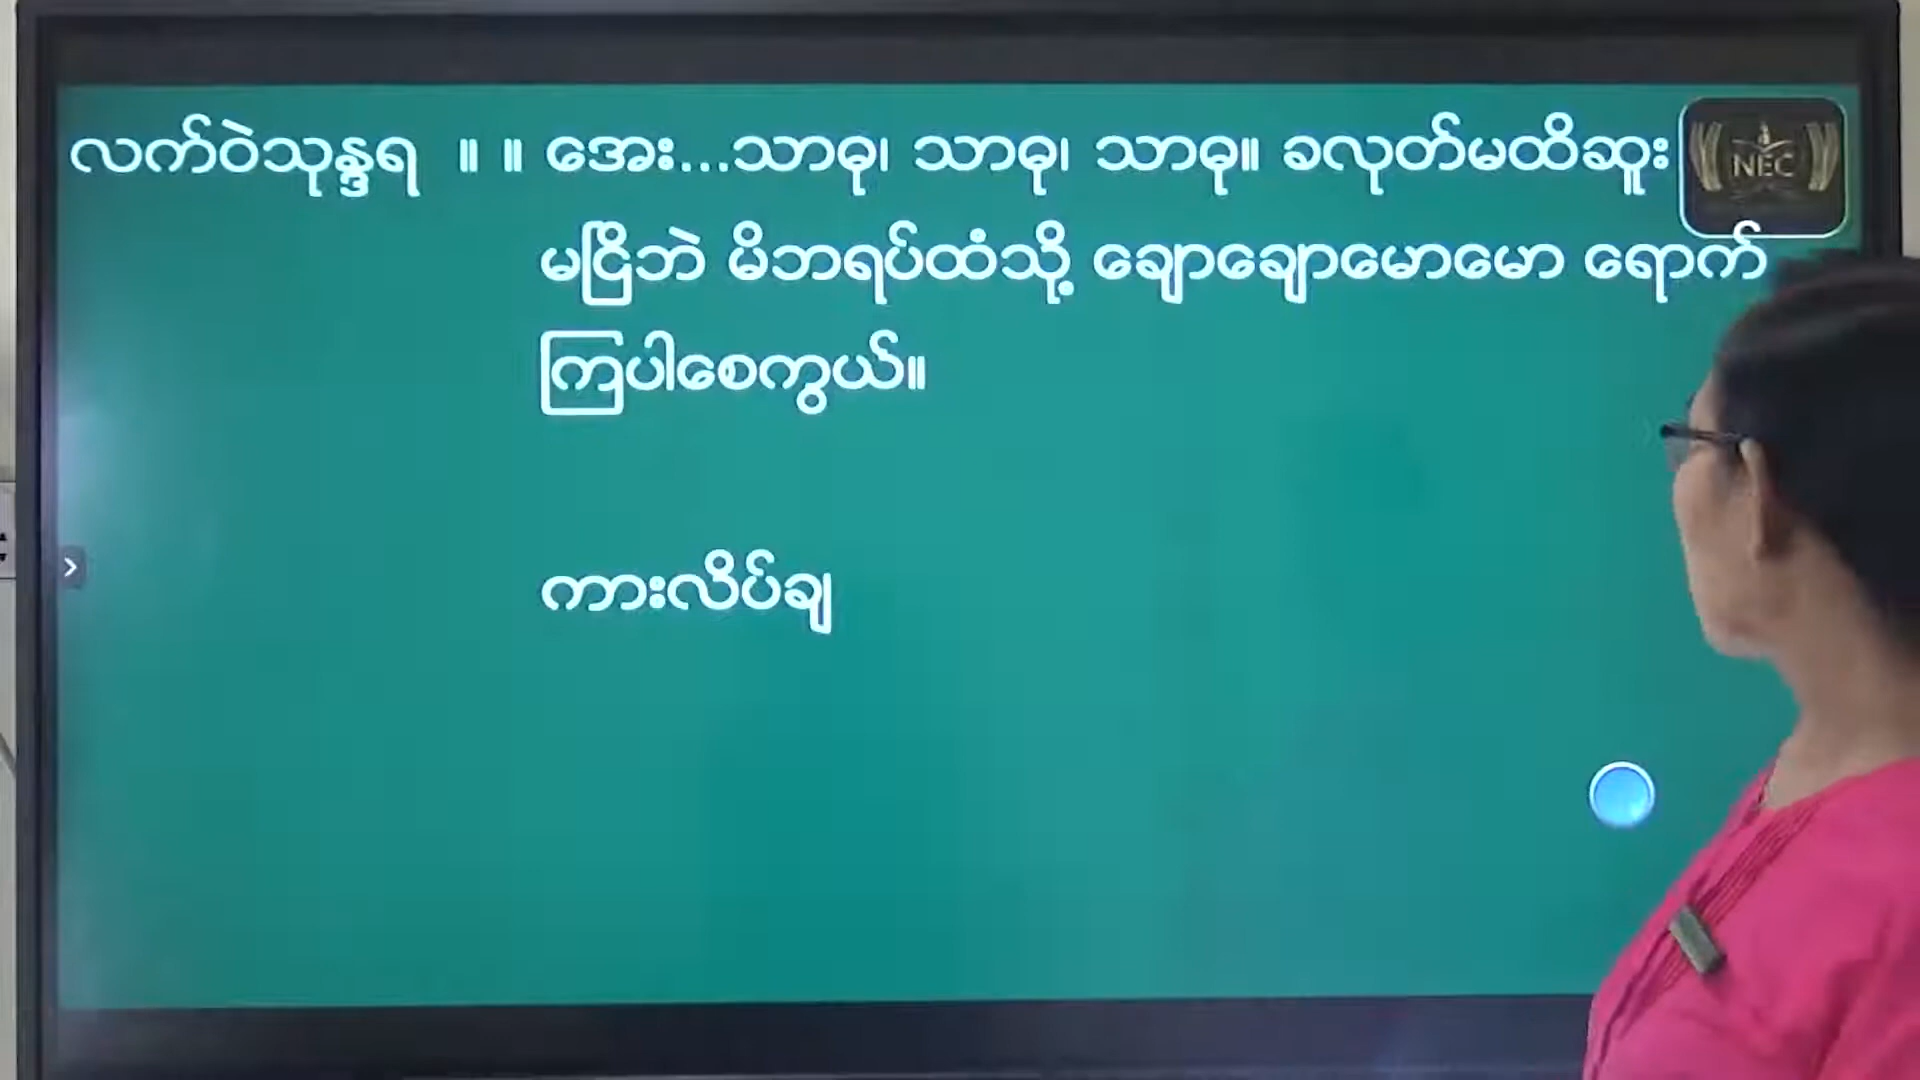 လက်ဝဲသုန္ဒရ ။ ။ အေး...သာဓု၊ သာဓု၊ သာဓု။ ခလုတ်မထိဆူး
NEC
မငြိဘဲ မိဘရပ်ထံသို့ ချောချောမောမော ရောက်
ကြပါစေကွယ်။
ကားလိပ်ချ